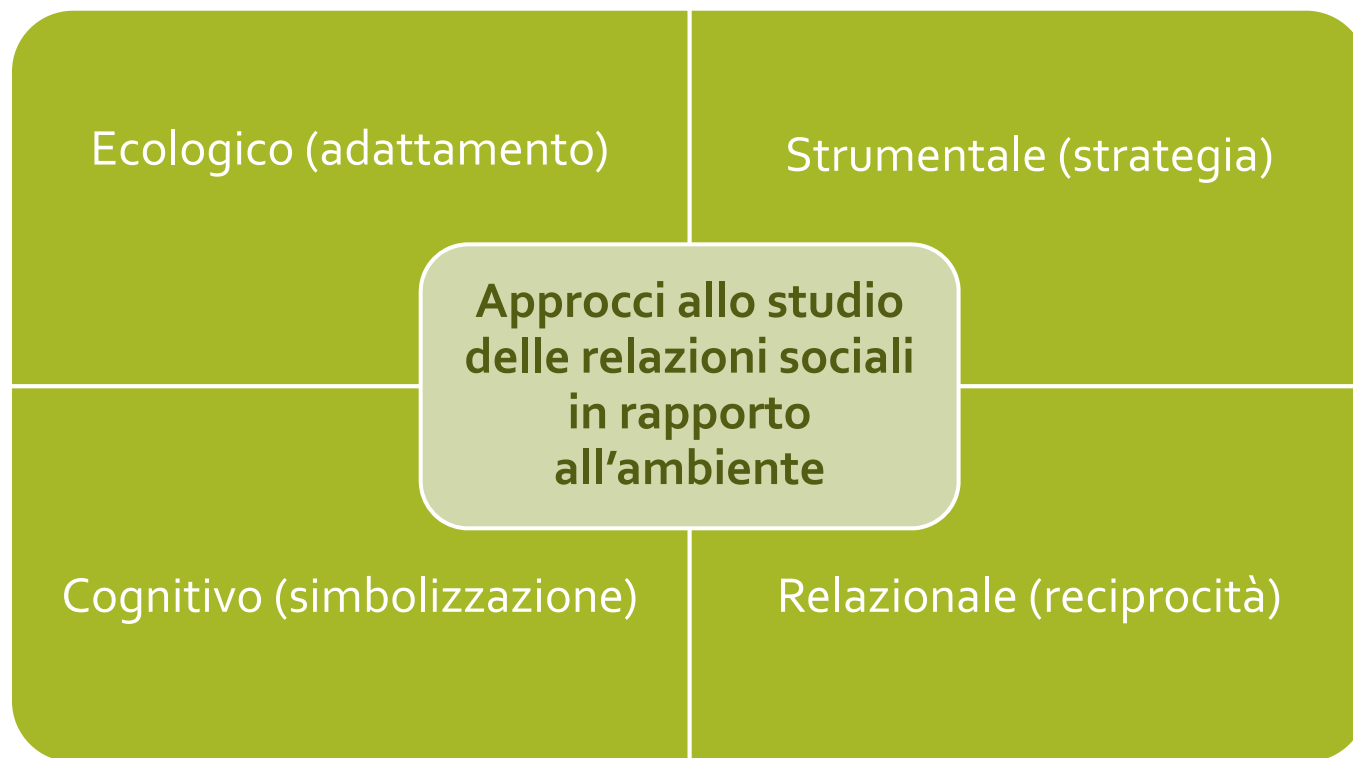 Ecologico (adattamento)
Strumentale (strategia)
Approcci allo studio
delle relazioni sociali
in rapporto
all’ambiente
Cognitivo (simbolizzazione)
Relazionale (reciprocità)